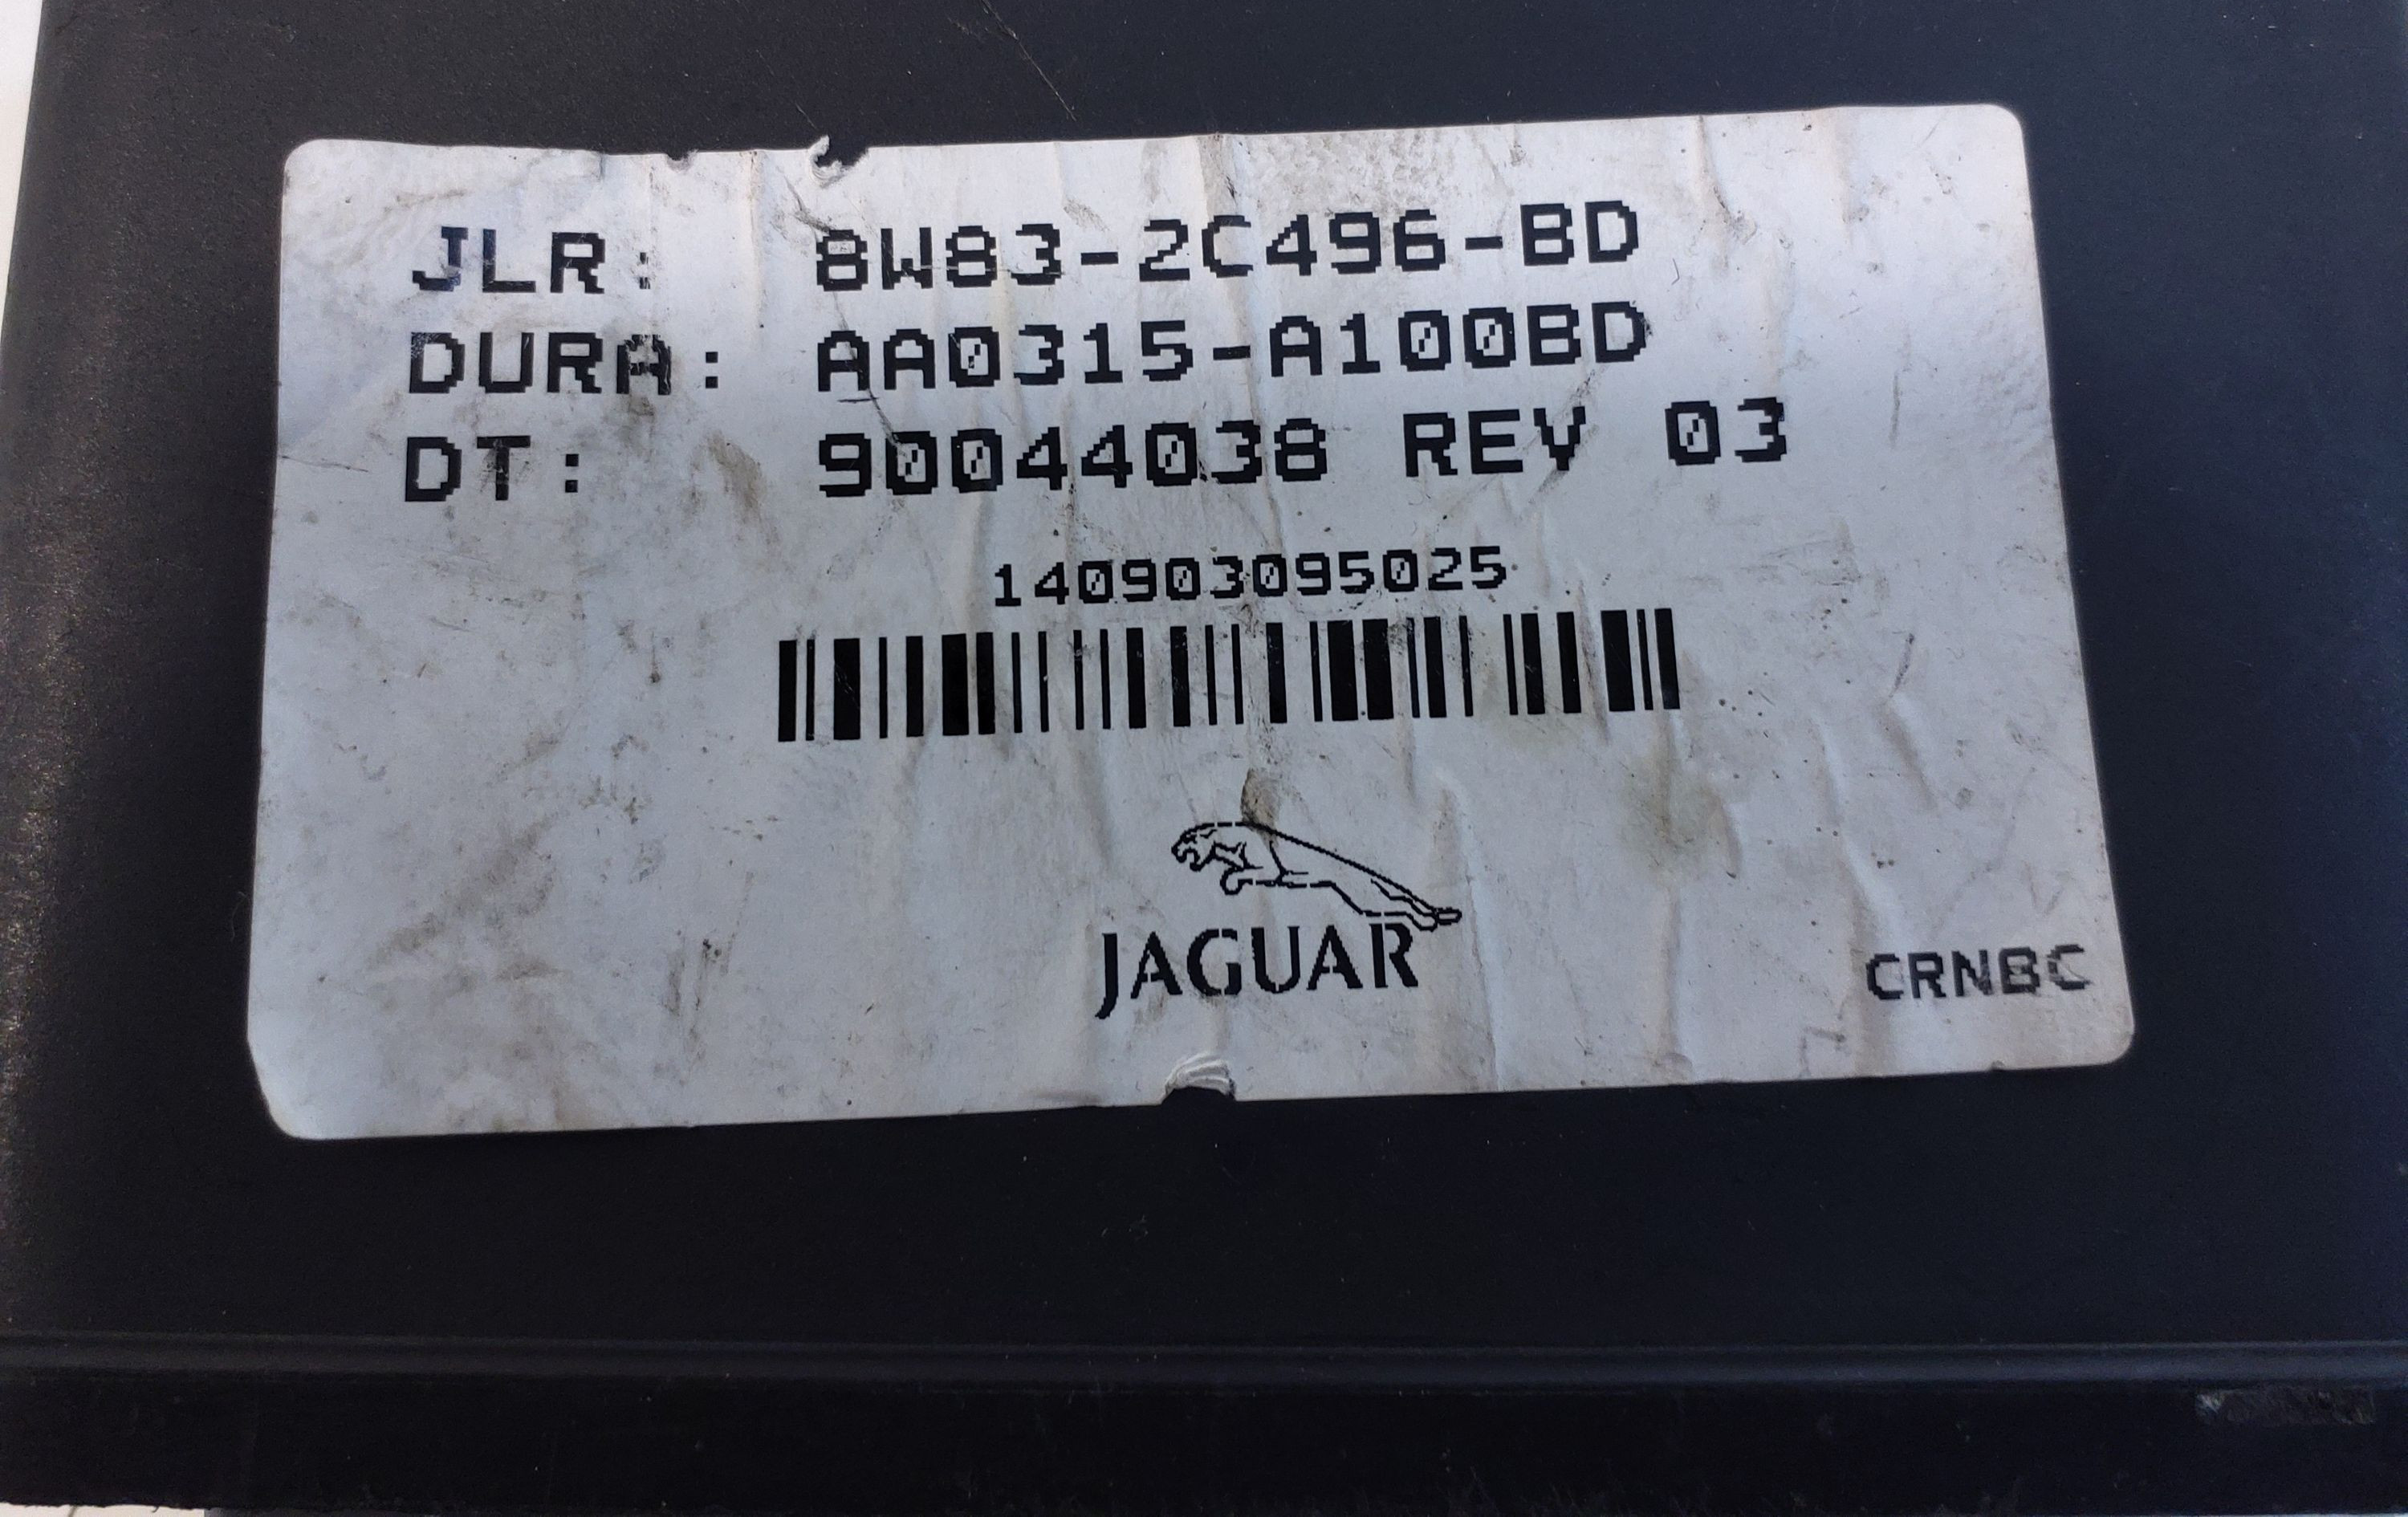 JLR: 8W83-2C496-BD
DURA: AA0315-A100BD
DT: 90044038 REV 03
140903095025
JAGUAR
CRNBC